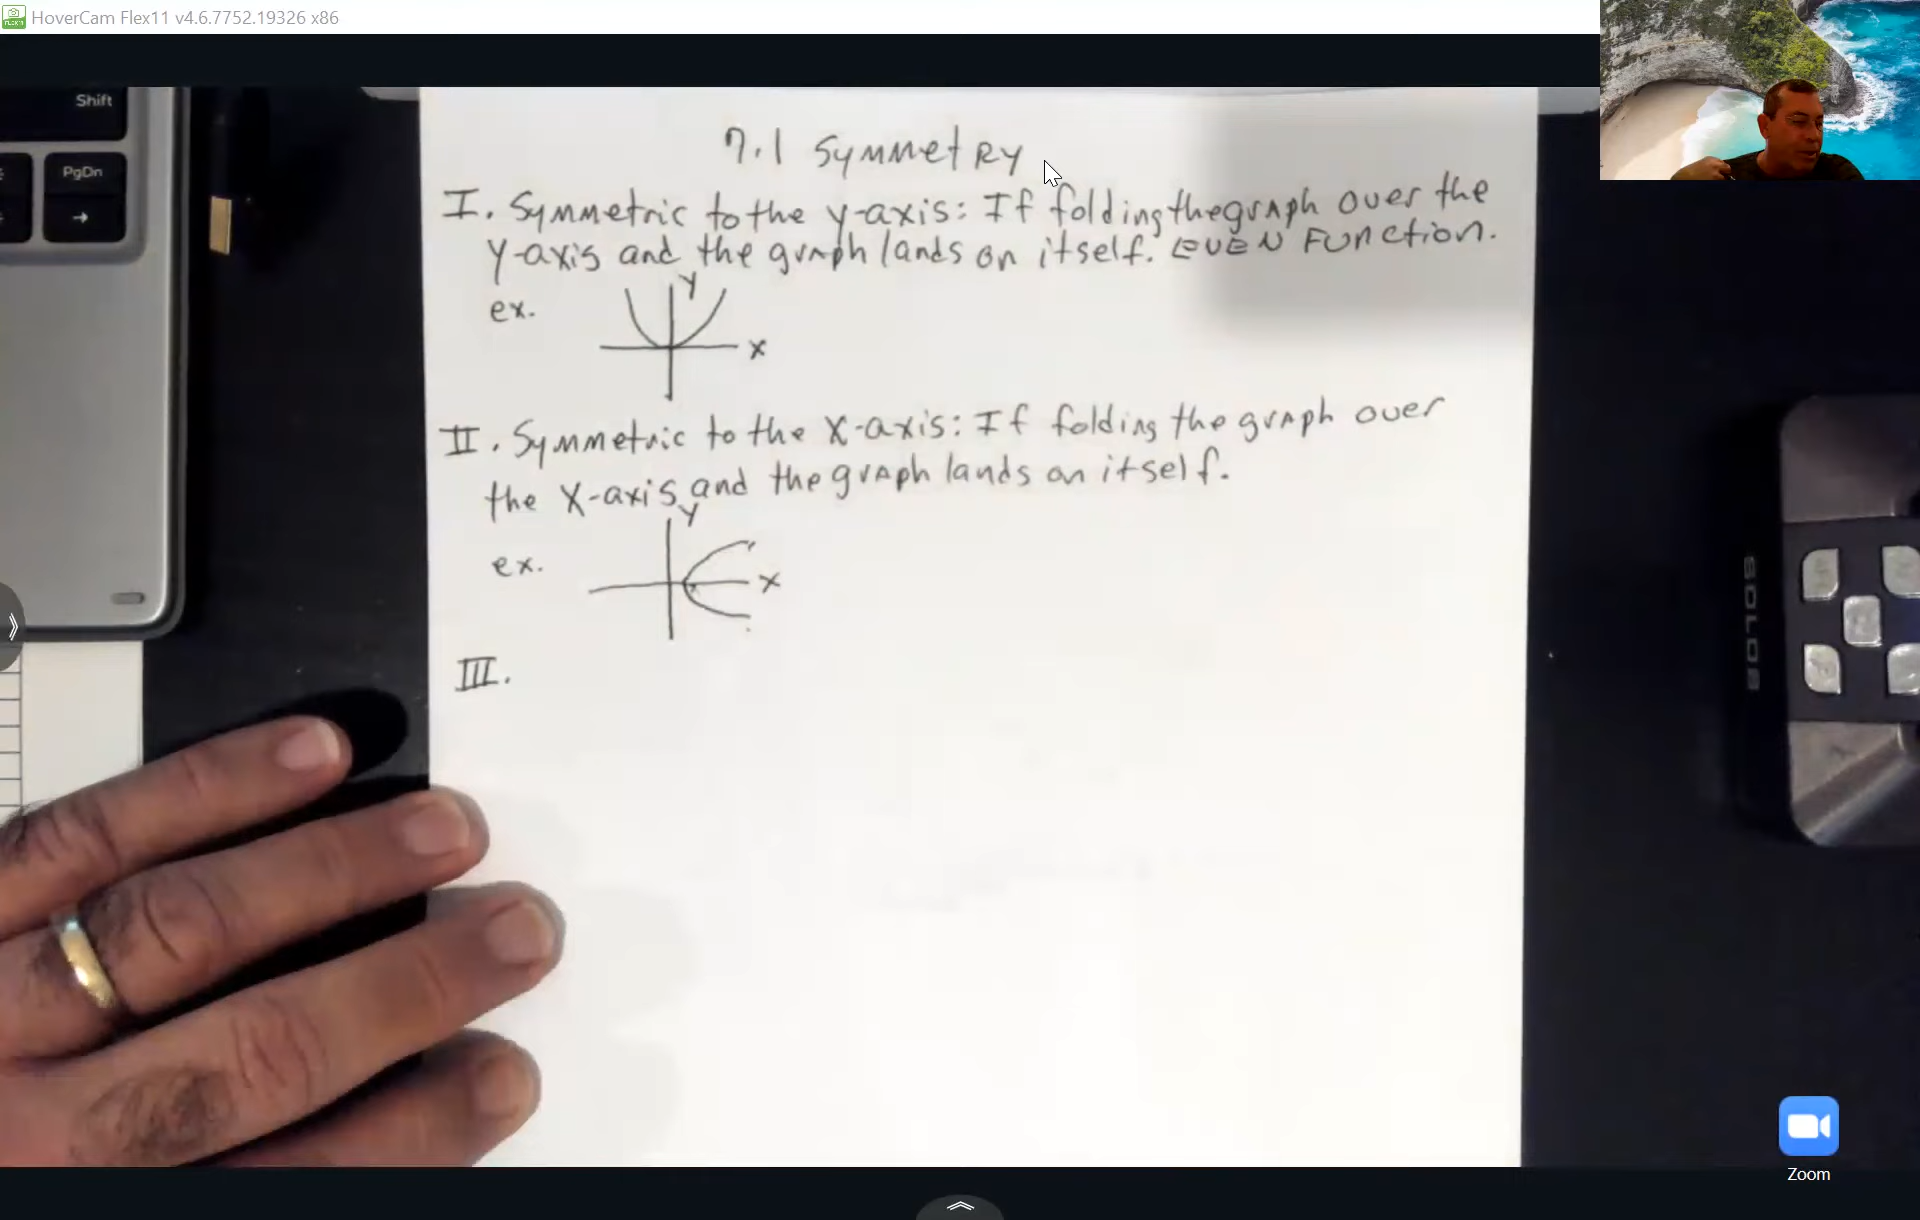 HoverCam Flex11 v4.6.7752.19326 x86
Shift
PgDn
7.1 Symmetry
I. Symmetric to the y-axis: If folding the graph over the
y-axis and the graph lands on itself. EVEN FUNction.
ex.
y
x
II. Symmetric to the X-axis: If folding the graph over
the X-axis and the graph lands on itself.
y
ex.
x
III.
SOLO8
Zoom